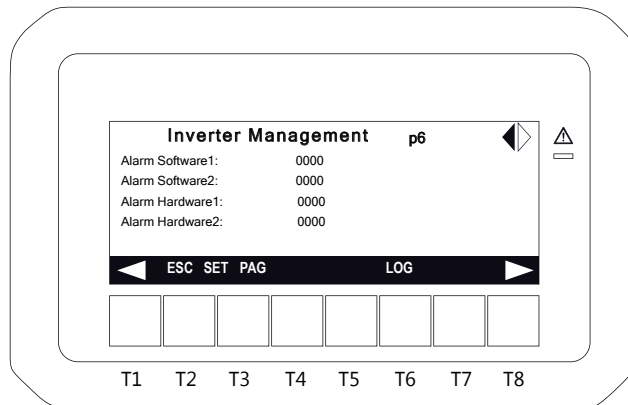 Inverter Management p6
Alarm Software1: 0000
Alarm Software2: 0000
Alarm Hardware1: 0000
Alarm Hardware2: 0000
ESC SET PAG LOG
T1 T2 T3 T4 T5 T6 T7 T8